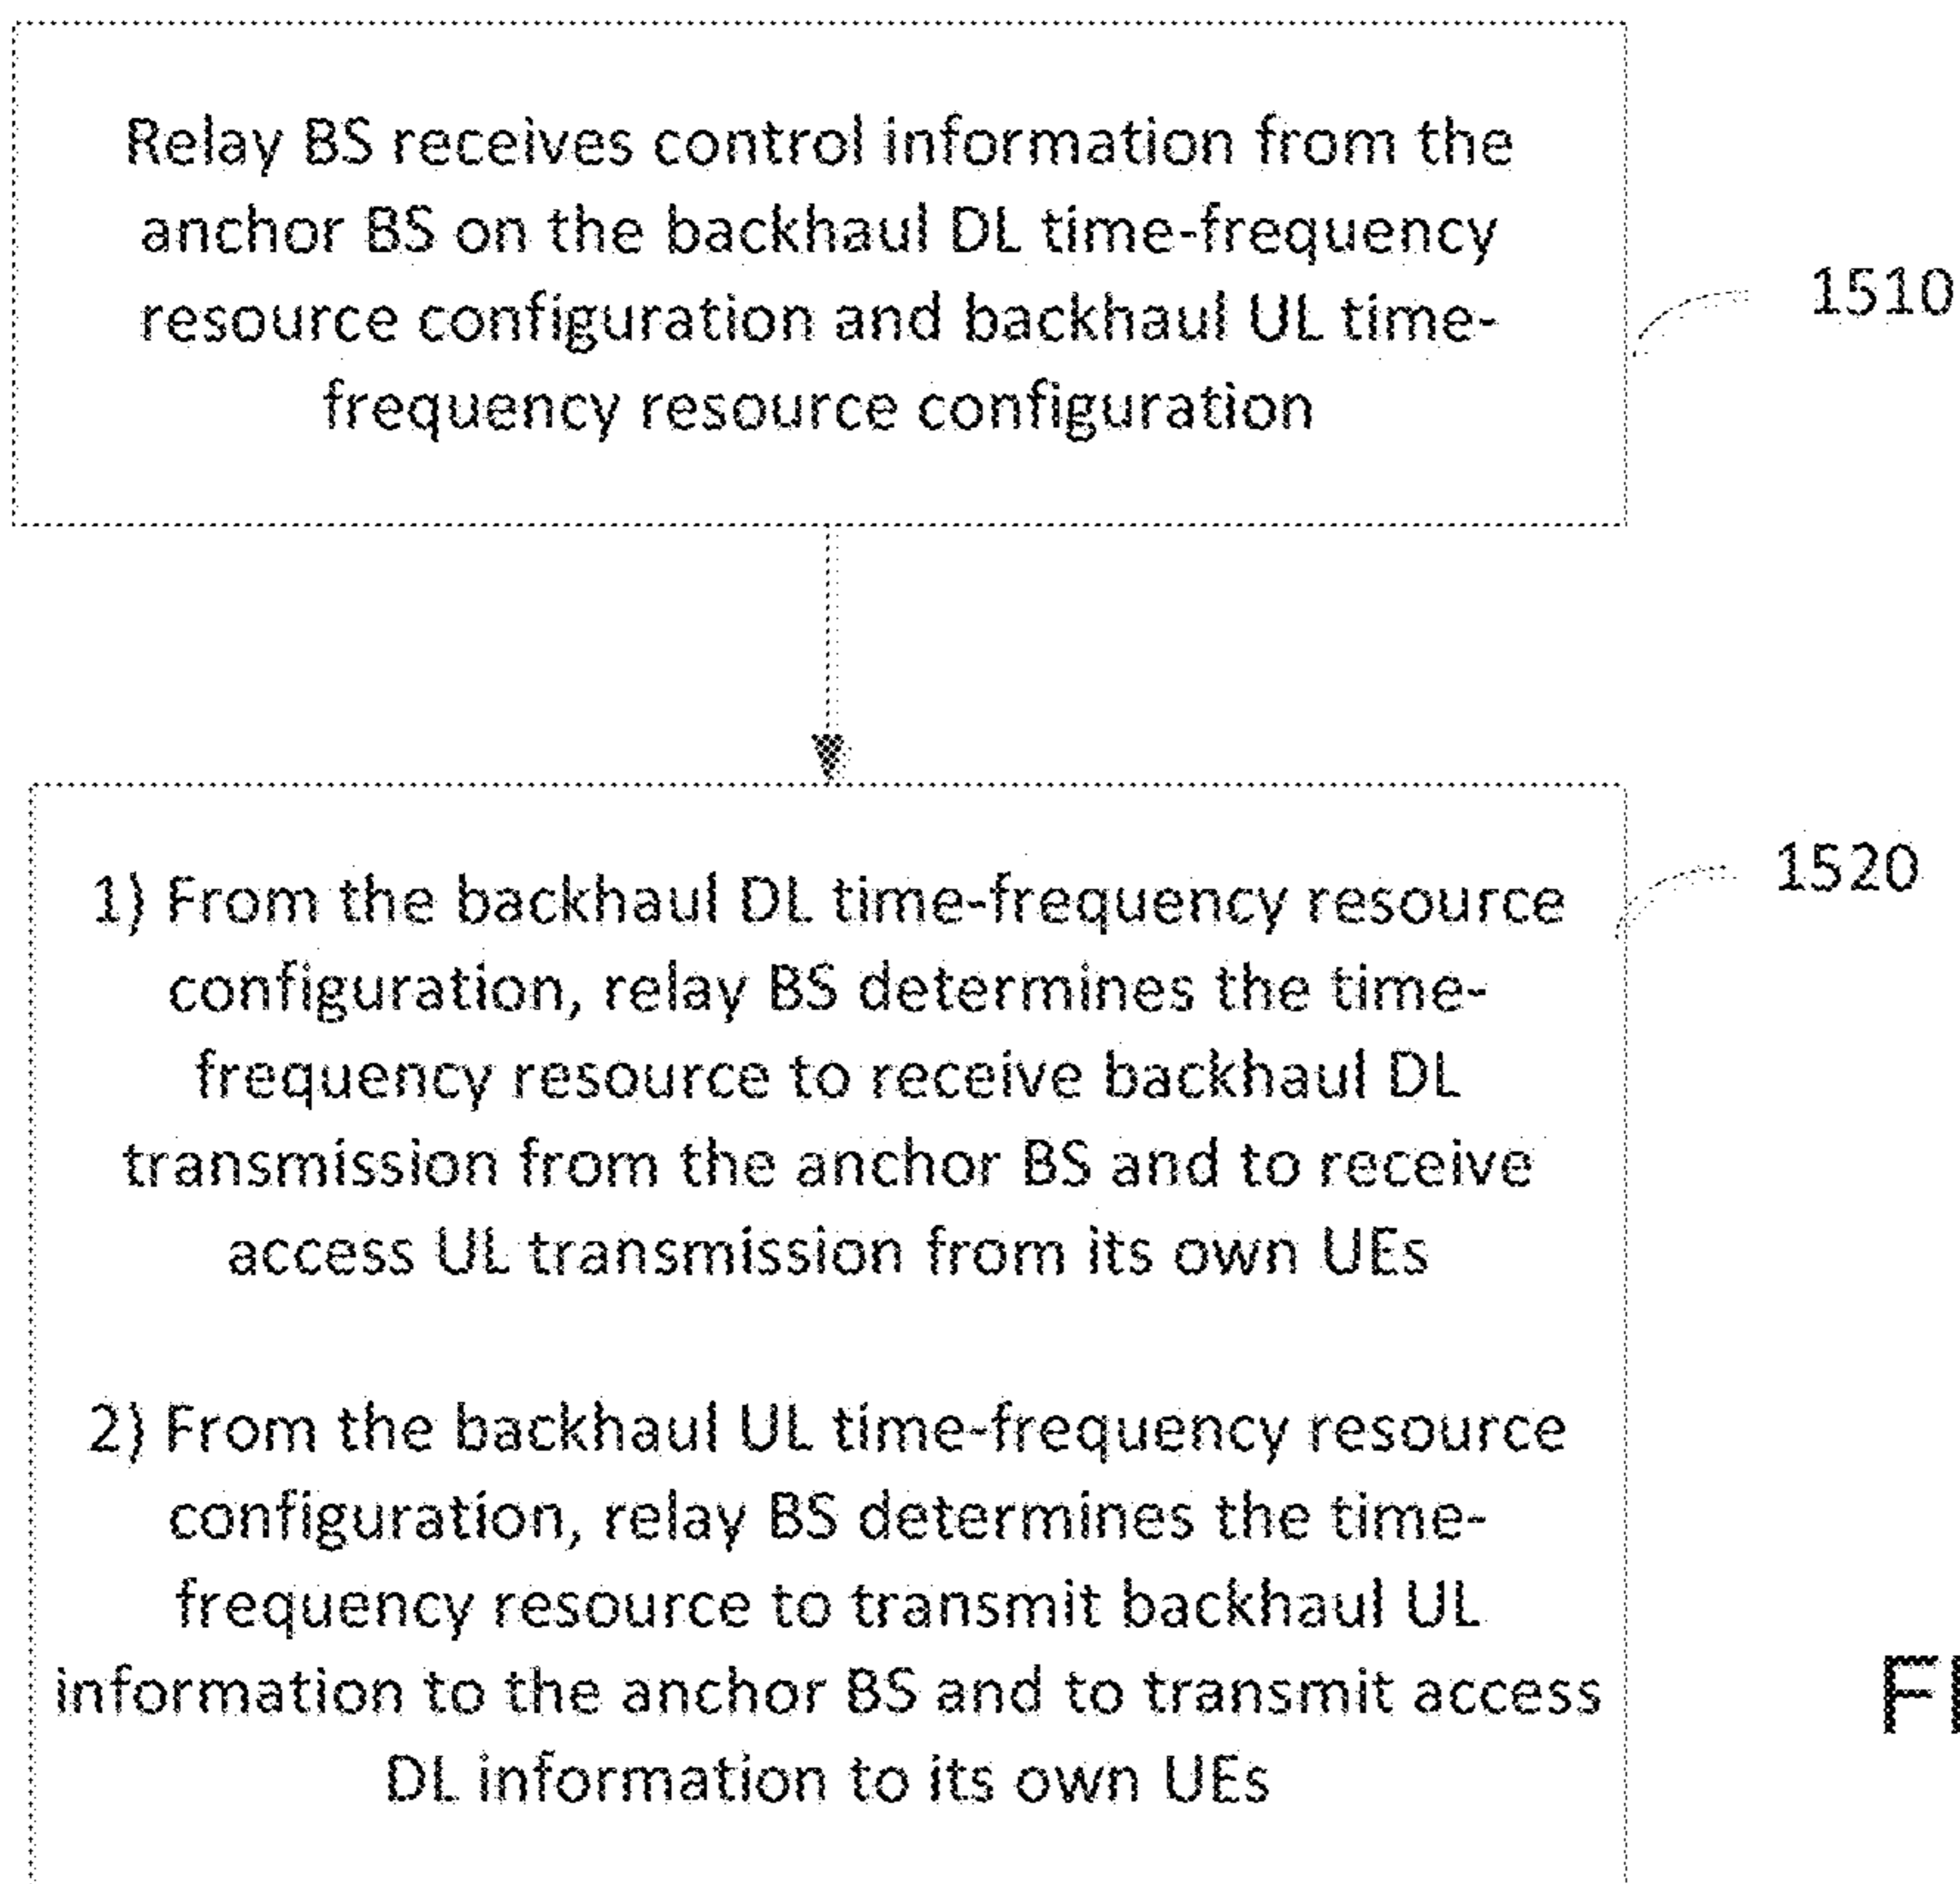 Relay BS receives control information from the
anchor BS on the backhaul DL time-frequency
resource configuration and backhaul UL time-
frequency resource configuration
1510
1520
1) From the backhaul DL time-frequency resource
configuration, relay BS determines the time-
frequency resource to receive backhaul DL
transmission from the anchor BS and to receive
access UL transmission from its own UEs
2) From the backhaul UL time-frequency resource
configuration, relay BS determines the time-
frequency resource to transmit backhaul UL
information to the anchor BS and to transmit access
DL information to its own UEs